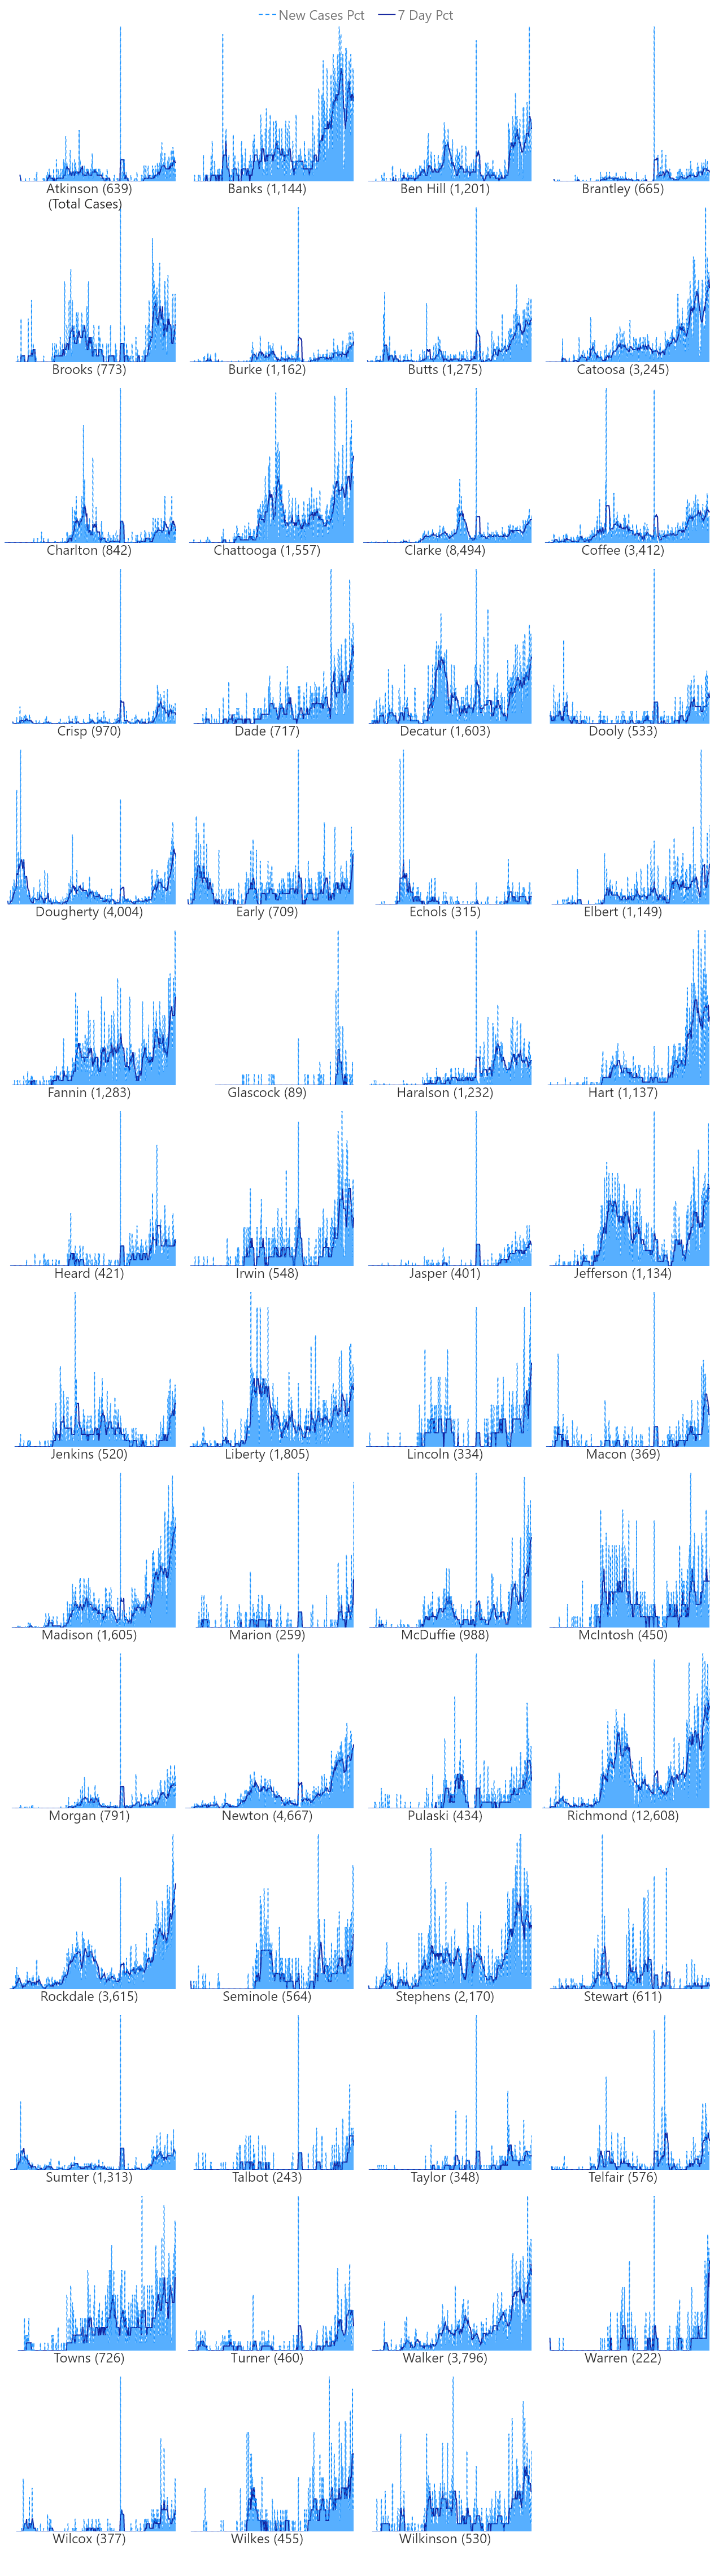 New Cases Pct 7 Day Pct
Atkinson (639) Banks (1,144) Ben Hill (1,201) Brantley (665)
(Total Cases)
Brooks (773) Burke (1,162) Butts (1,275) Catoosa (3,245)
Charlton (842) Chattooga (1,557) Clarke (8,494) Coffee (3,412)
Crisp (970) Dade (717) Decatur (1,603) Dooly (533)
Dougherty (4,004) Early (709) Echols (315) Elbert (1,149)
Fannin (1,283) Glascock (89) Haralson (1,232) Hart (1,137)
Heard (421) Irwin (548) Jasper (401) Jefferson (1,134)
Jenkins (520) Liberty (1,805) Lincoln (334) Macon (369)
Madison (1,605) Marion (259) McDuffie (988) McIntosh (450)
Morgan (791) Newton (4,667) Pulaski (434) Richmond (12,608)
Rockdale (3,615) Seminole (564) Stephens (2,170) Stewart (611)
Sumter (1,313) Talbot (243) Taylor (348) Telfair (576)
Towns (726) Turner (460) Walker (3,796) Warren (222)
Wilcox (377) Wilkes (455) Wilkinson (530)